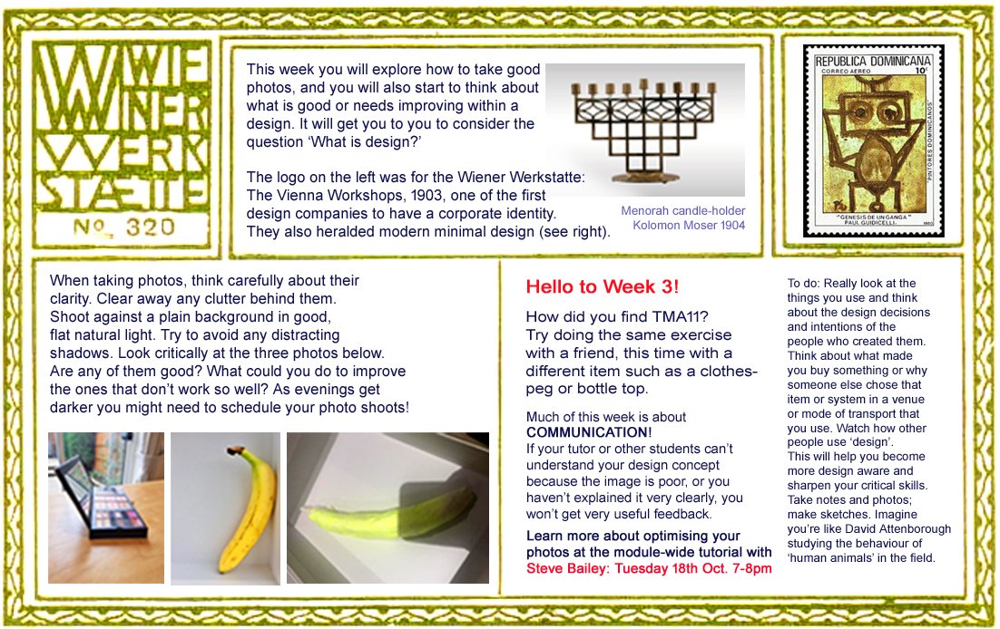 WIE
NER
WERK
STÆTTE
No 320
This week you will explore how to take good
photos, and you will also start to think about
what is good or needs improving within a
design. It will get you to you to consider the
question ‘What is design?’
The logo on the left was for the Wiener Werkstatte:
The Vienna Workshops, 1903, one of the first
design companies to have a corporate identity.
They also heralded modern minimal design (see right).
Menorah candle-holder
Kolomon Moser 1904
REPUBLICA DOMINICANA
CORREO AEREO 10¢
"PINTORES DOMINICANOS"
"GENESIS DE UN GANGA"
PAUL GUIDICELLI.
When taking photos, think carefully about their
clarity. Clear away any clutter behind them.
Shoot against a plain background in good,
flat natural light. Try to avoid any distracting
shadows. Look critically at the three photos below.
Are any of them good? What could you do to improve
the ones that don’t work so well? As evenings get
darker you might need to schedule your photo shoots!
Hello to Week 3!
How did you find TMA11?
Try doing the same exercise
with a friend, this time with a
different item such as a clothes-
peg or bottle top.
Much of this week is about
COMMUNICATION!
If your tutor or other students can’t
understand your design concept
because the image is poor, or you
haven’t explained it very clearly, you
won’t get very useful feedback.
Learn more about optimising your
photos at the module-wide tutorial with
Steve Bailey: Tuesday 18th Oct. 7-8pm
To do: Really look at the
things you use and think
about the design decisions
and intentions of the
people who created them.
Think about what made
you buy something or why
someone else chose that
item or system in a venue
or mode of transport that
you use. Watch how other
people use ‘design’.
This will help you become
more design aware and
sharpen your critical skills.
Take notes and photos;
make sketches. Imagine
you’re like David Attenborough
studying the behaviour of
‘human animals’ in the field.